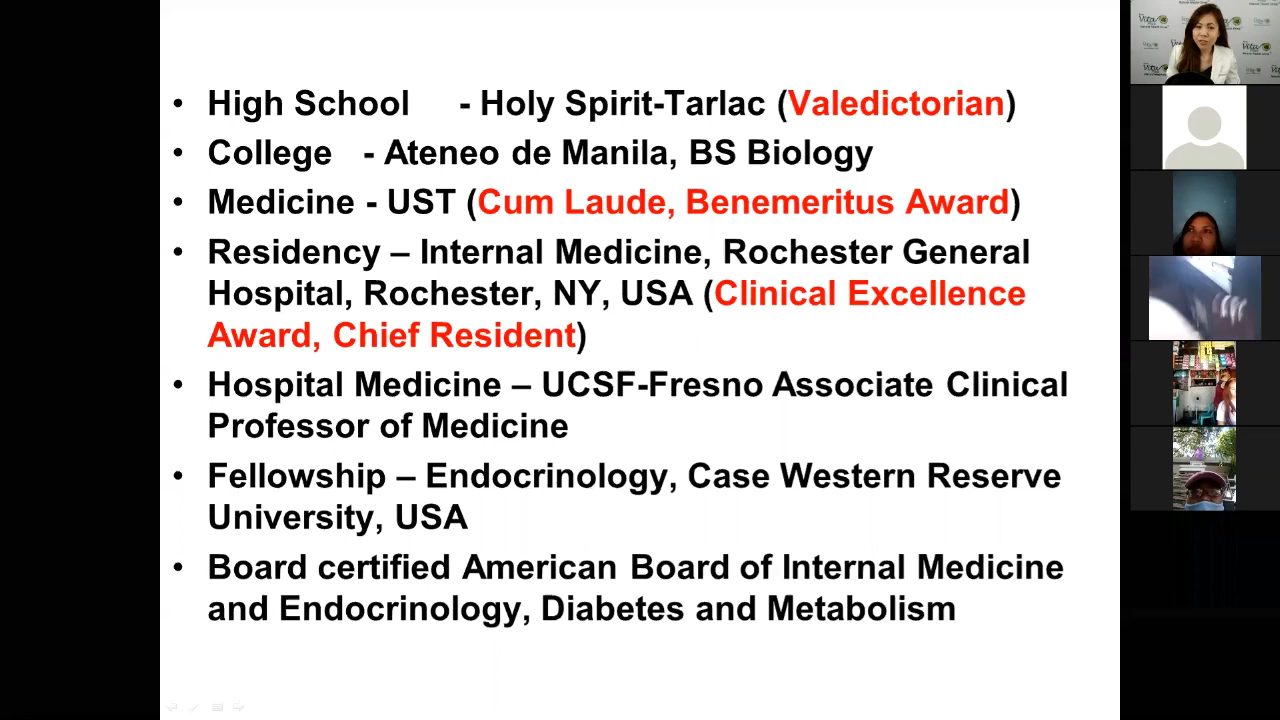 • High School - Holy Spirit-Tarlac (Valedictorian)
• College - Ateneo de Manila, BS Biology
• Medicine - UST (Cum Laude, Benemeritus Award)
• Residency – Internal Medicine, Rochester General
Hospital, Rochester, NY, USA (Clinical Excellence
Award, Chief Resident)
• Hospital Medicine – UCSF-Fresno Associate Clinical
Professor of Medicine
• Fellowship – Endocrinology, Case Western Reserve
University, USA
• Board certified American Board of Internal Medicine
and Endocrinology, Diabetes and Metabolism
Vita